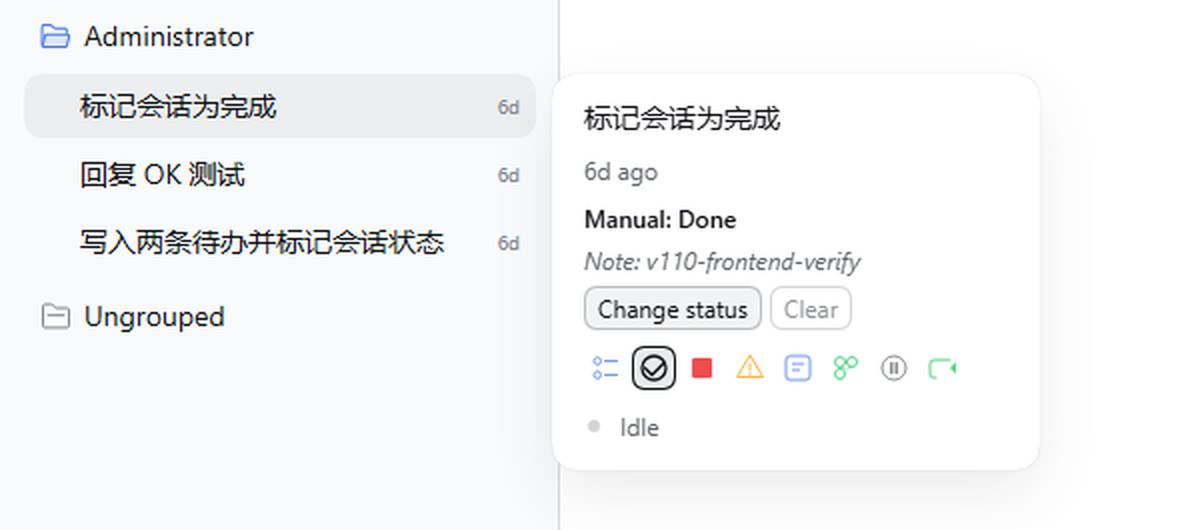 Administrator
标记会话为完成 6d
回复 OK 测试 6d
写入两条待办并标记会话状态 6d
Ungrouped
标记会话为完成
6d ago
Manual: Done
Note: v110-frontend-verify
Change status Clear
Idle